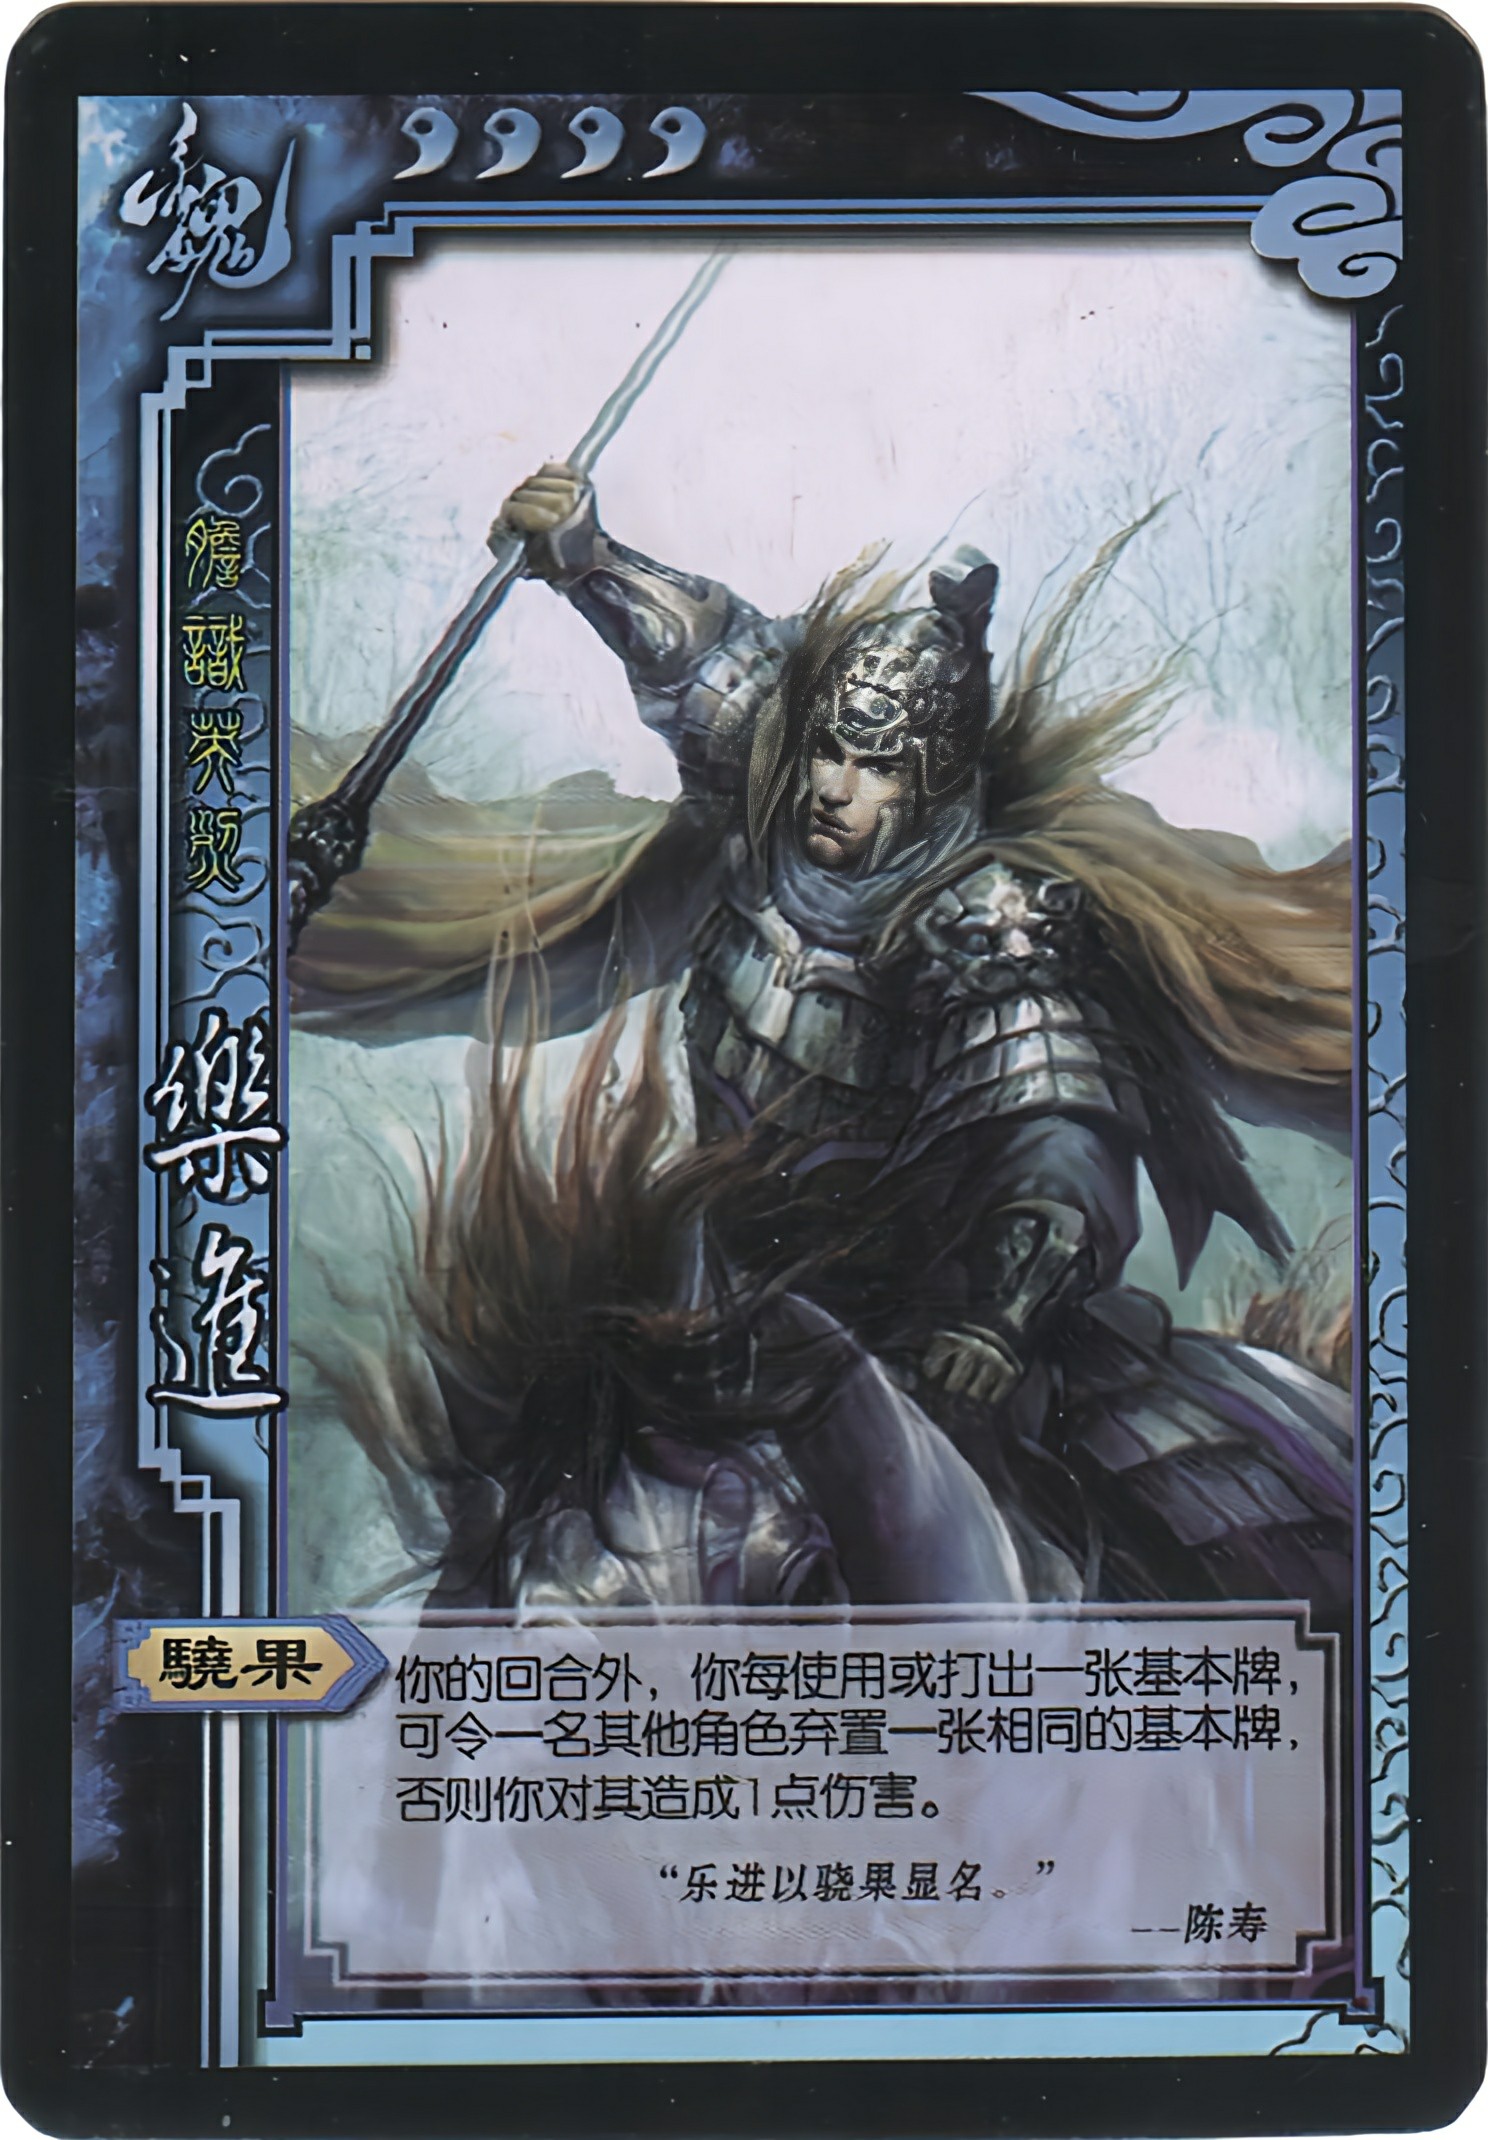 魏
膽識英烈
樂進
驍果
你的回合外，你每使用或打出一张基本牌，
可令一名其他角色弃置一张相同的基本牌，
否则你对其造成1点伤害。
“乐进以骁果显名。”
——陈寿